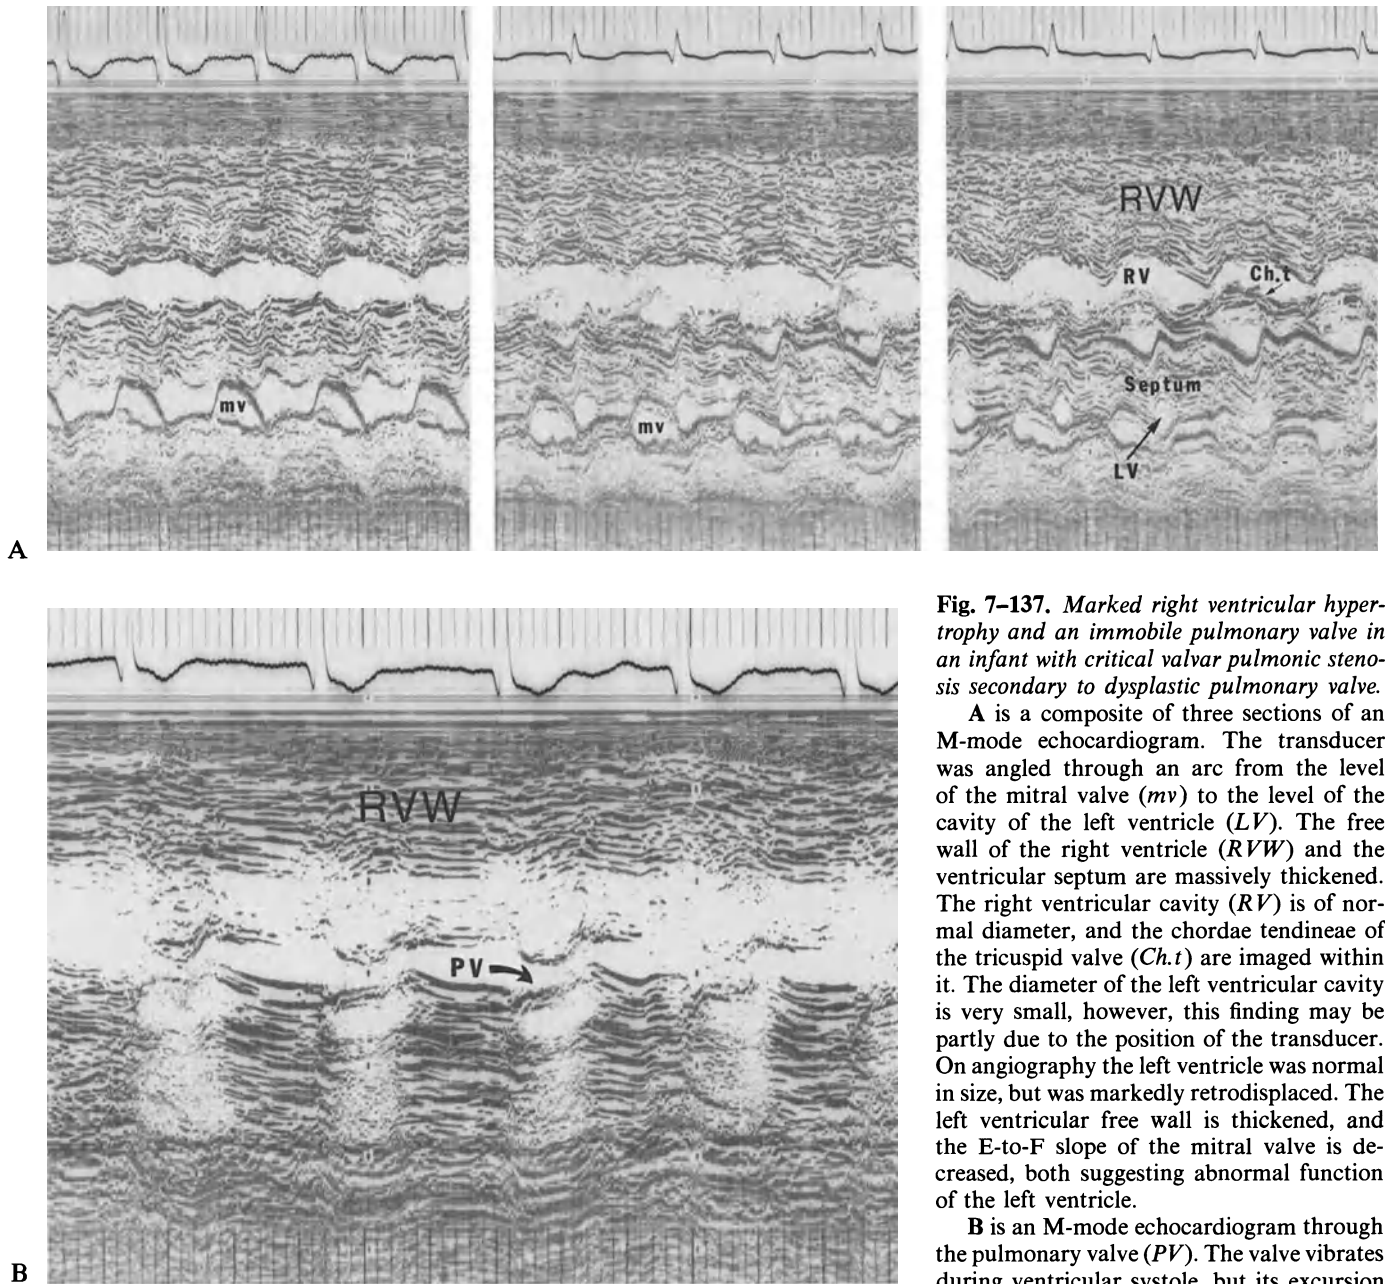 RVW
RV
Ch.t
mv
mv
Septum
LV
A
RVW
PV
B
Fig. 7–137. Marked right ventricular hyper-
trophy and an immobile pulmonary valve in
an infant with critical valvar pulmonic steno-
sis secondary to dysplastic pulmonary valve.
A is a composite of three sections of an
M-mode echocardiogram. The transducer
was angled through an arc from the level
of the mitral valve (mv) to the level of the
cavity of the left ventricle (LV). The free
wall of the right ventricle (RVW) and the
ventricular septum are massively thickened.
The right ventricular cavity (RV) is of nor-
mal diameter, and the chordae tendineae of
the tricuspid valve (Ch.t) are imaged within
it. The diameter of the left ventricular cavity
is very small, however, this finding may be
partly due to the position of the transducer.
On angiography the left ventricle was normal
in size, but was markedly retrodisplaced. The
left ventricular free wall is thickened, and
the E-to-F slope of the mitral valve is de-
creased, both suggesting abnormal function
of the left ventricle.
B is an M-mode echocardiogram through
the pulmonary valve (PV). The valve vibrates
during ventricular systole, but its excursion